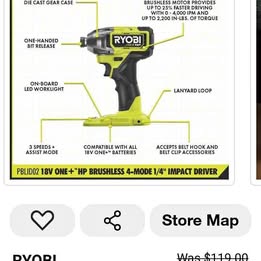 DIE CAST GEAR CASE
BRUSHLESS MOTOR PROVIDES
UP TO 25% FASTER DRIVING
WITH 0 - 4,000 IPM AND
UP TO 2,200 IN-LBS. OF TORQUE
ONE-HANDED
BIT RELEASE
RYOBI
ON-BOARD
LED WORKLIGHT
LANYARD LOOP
3 SPEEDS +
ASSIST MODE
COMPATIBLE WITH ALL
18V ONE+™ BATTERIES
ACCEPTS BELT HOOK AND
BELT CLIP ACCESSORIES
PBLID02 18V ONE+™ HP BRUSHLESS 4-MODE 1/4" IMPACT DRIVER
Store Map
RYOBI
Was $119.00